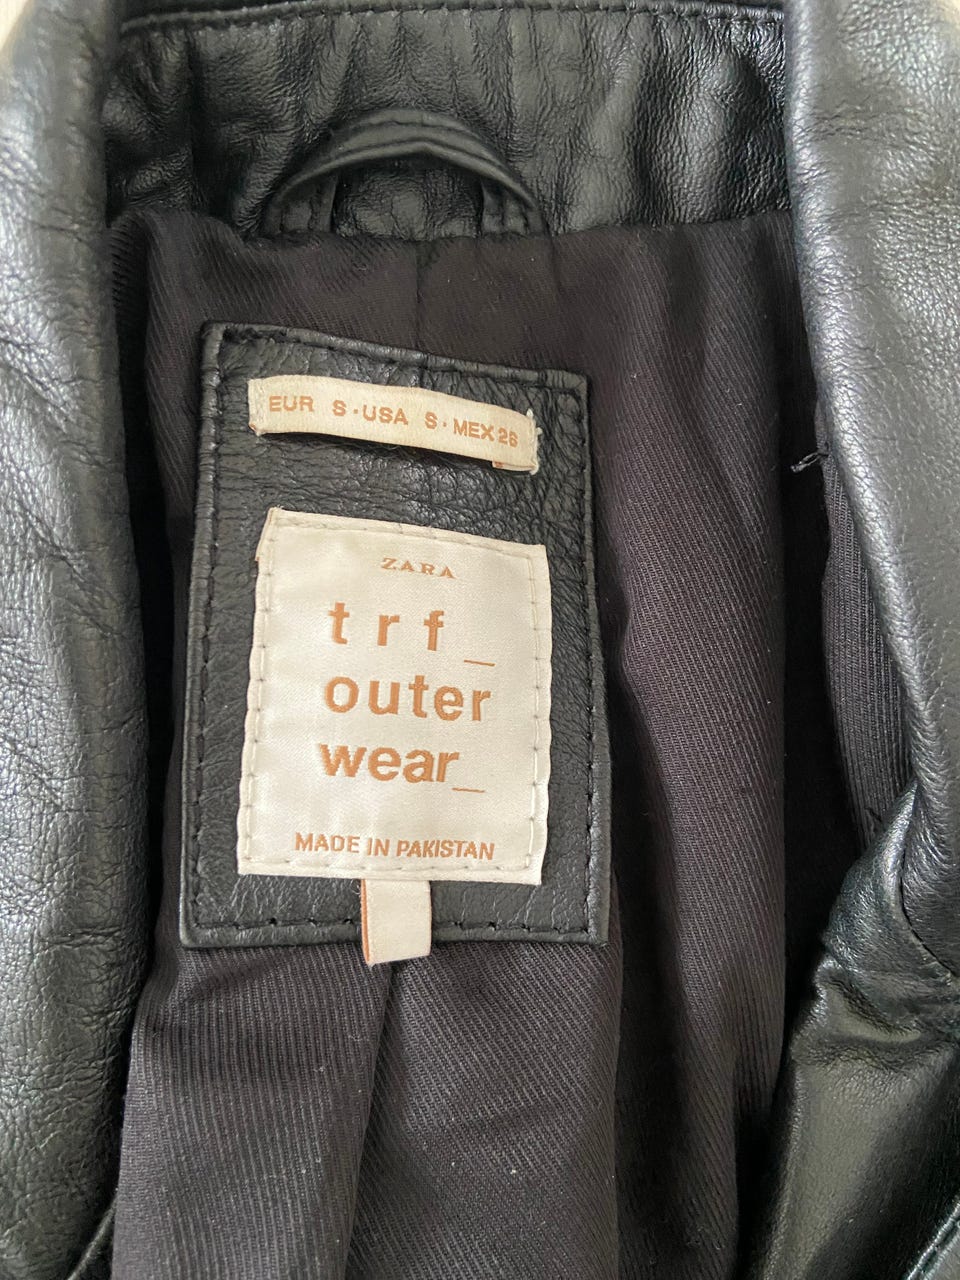 EUR S · USA S · MEX 26
ZARA
trf_
outer
wear_
MADE IN PAKISTAN